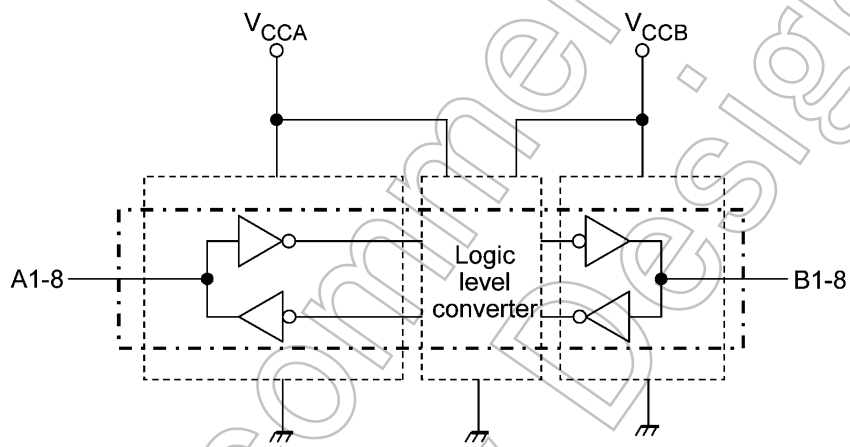 VCCA
VCCB
A1-8
Logic
level
converter
B1-8